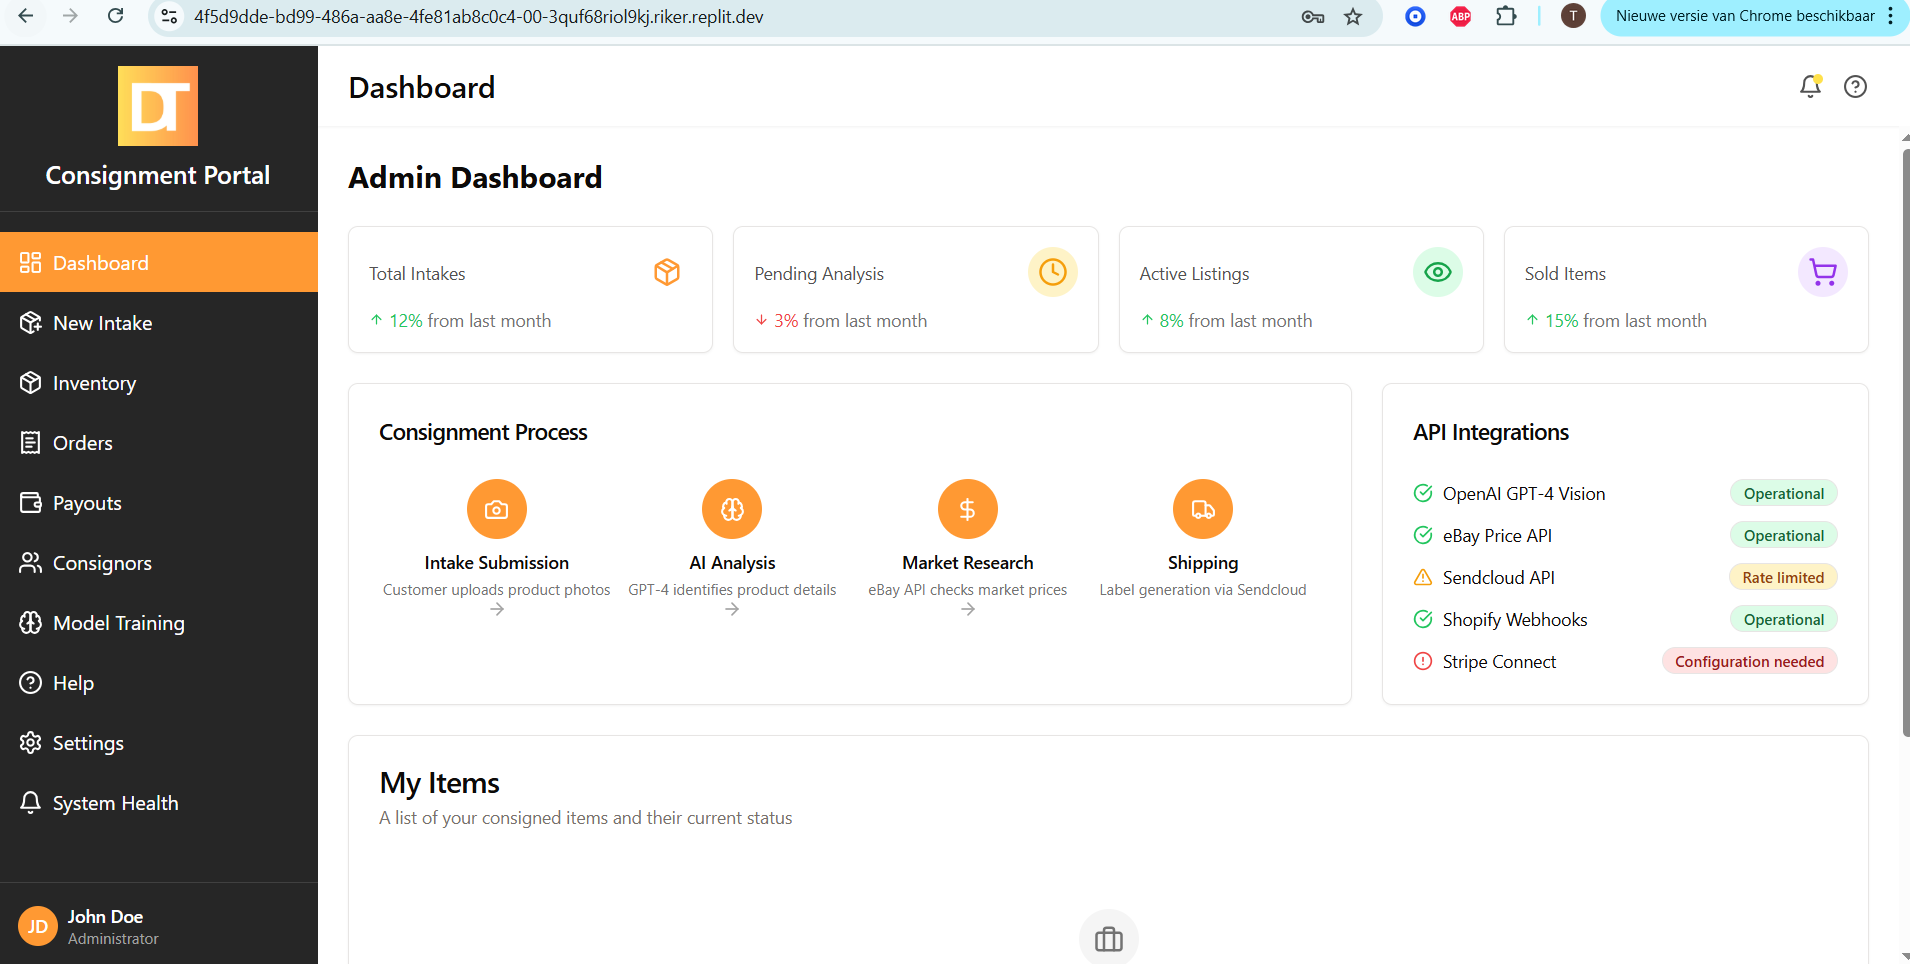 4f5d9dde-bd99-486a-aa8e-4fe81ab8c0c4-00-3quf68riol9kj.riker.replit.dev
ABP
T
Nieuwe versie van Chrome beschikbaar
DT
Consignment Portal
Dashboard
New Intake
Inventory
Orders
Payouts
Consignors
Model Training
Help
Settings
System Health
JD
John Doe
Administrator
Dashboard
Admin Dashboard
Total Intakes
12% from last month
Pending Analysis
3% from last month
Active Listings
8% from last month
Sold Items
15% from last month
Consignment Process
Intake Submission
Customer uploads product photos
AI Analysis
GPT-4 identifies product details
Market Research
eBay API checks market prices
Shipping
Label generation via Sendcloud
API Integrations
OpenAI GPT-4 Vision Operational
eBay Price API Operational
Sendcloud API Rate limited
Shopify Webhooks Operational
Stripe Connect Configuration needed
My Items
A list of your consigned items and their current status